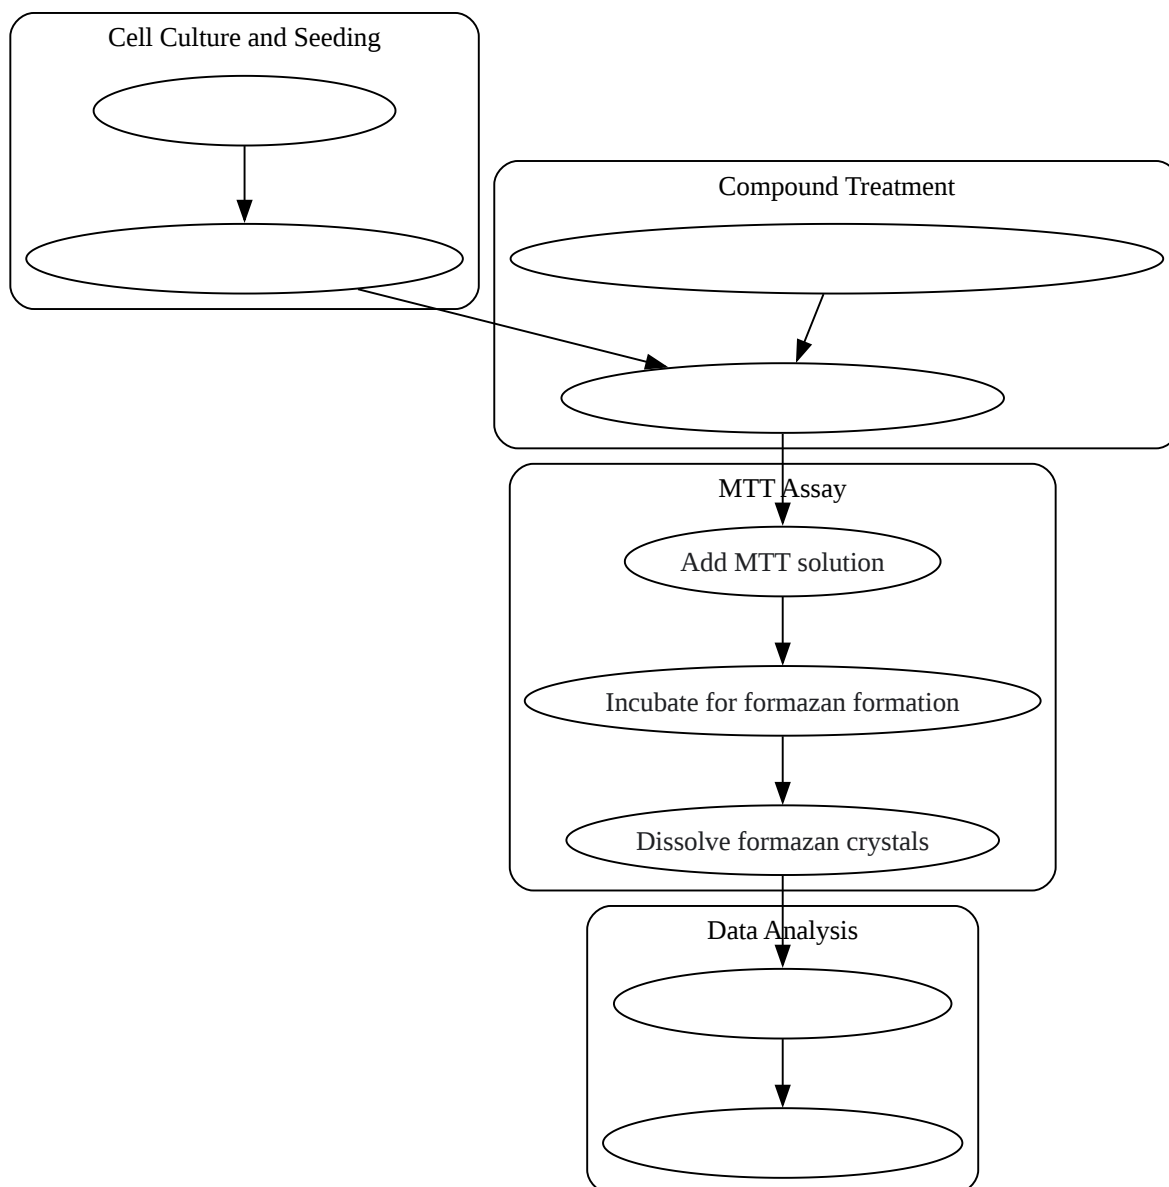 Cell Culture and Seeding
Compound Treatment
MTT Assay
Add MTT solution
Incubate for formazan formation
Dissolve formazan crystals
Data Analysis